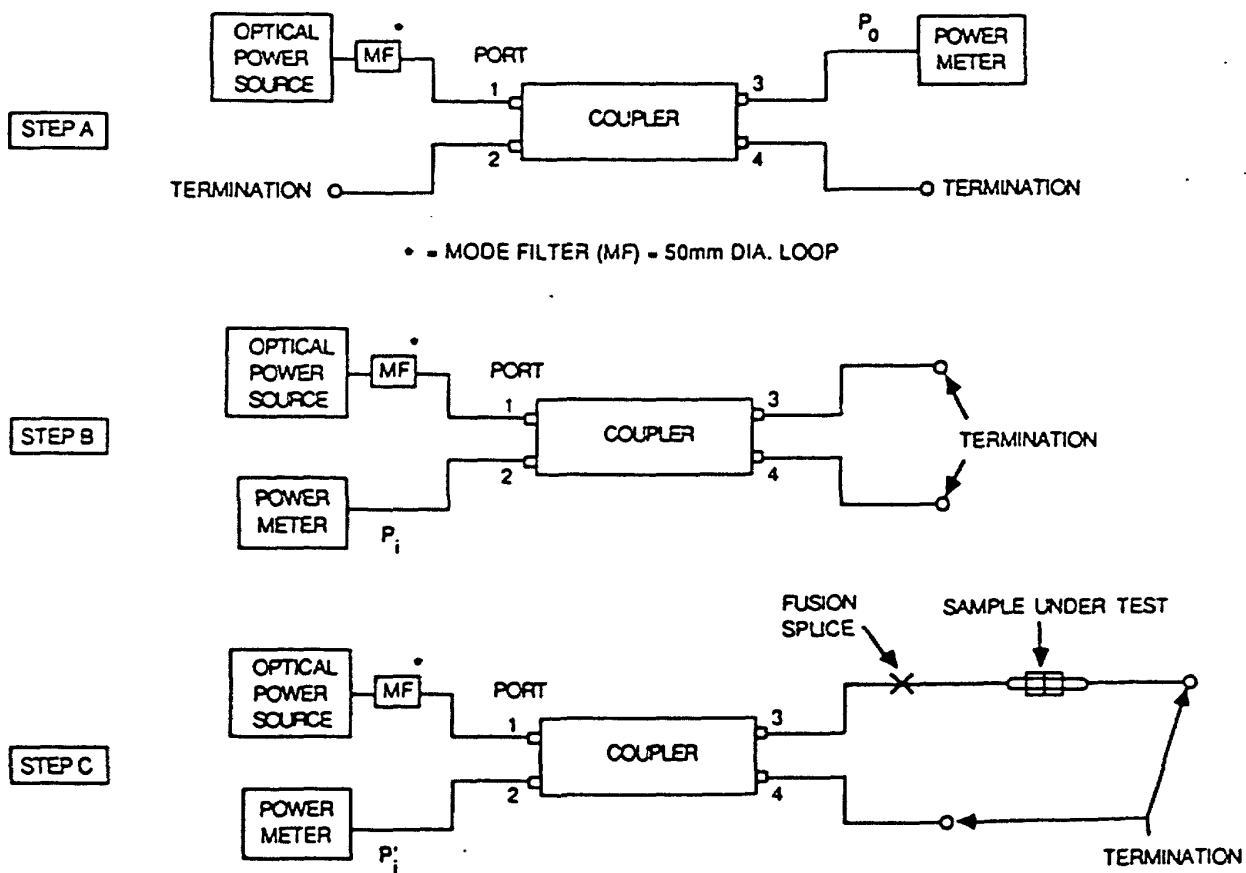 STEP A
OPTICAL
POWER
SOURCE
*
MF
PORT
1
2
COUPLER
3
4
P₀
POWER
METER
TERMINATION
TERMINATION
* = MODE FILTER (MF) = 50mm DIA. LOOP
STEP B
OPTICAL
POWER
SOURCE
*
MF
PORT
1
2
COUPLER
3
4
TERMINATION
POWER
METER
Pᵢ
STEP C
OPTICAL
POWER
SOURCE
*
MF
PORT
1
2
COUPLER
3
4
FUSION
SPLICE
SAMPLE UNDER TEST
POWER
METER
P'ᵢ
TERMINATION